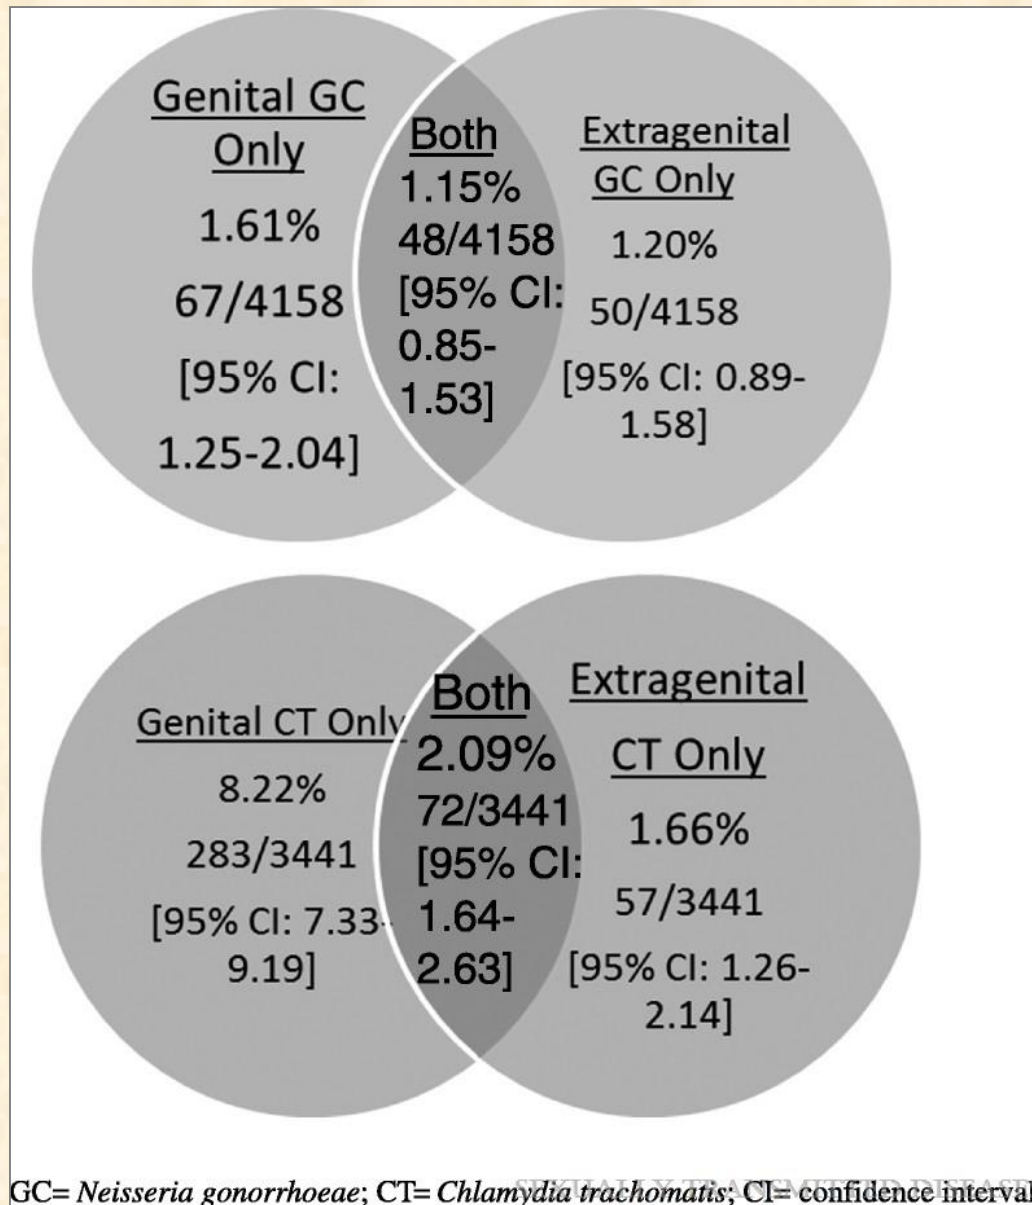 Genital GC
Only
1.61%
67/4158
[95% CI:
1.25-2.04]
Both
1.15%
48/4158
[95% CI:
0.85-
1.53]
Extragenital
GC Only
1.20%
50/4158
[95% CI: 0.89-
1.58]
Genital CT Only
8.22%
283/3441
[95% CI: 7.33-
9.19]
Both
2.09%
72/3441
[95% CI:
1.64-
2.63]
Extragenital
CT Only
1.66%
57/3441
[95% CI: 1.26-
2.14]
SEXUALLY TRANSMITTED DISEASE
GC= Neisseria gonorrhoeae; CT= Chlamydia trachomatis; CI= confidence interval